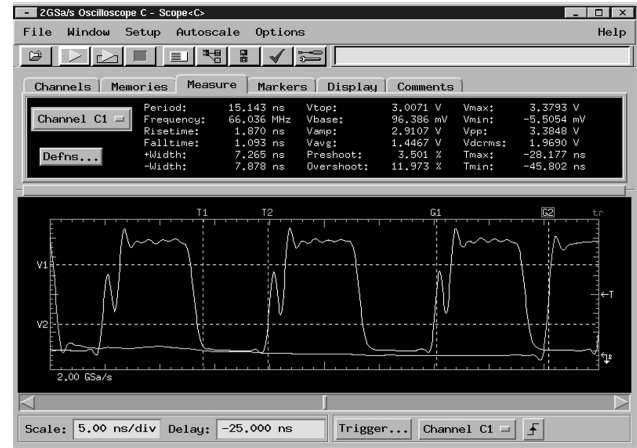 2GSa/s Oscilloscope C - Scope<C>
File Window Setup Autoscale Options Help
Channels Memories Measure Markers Display Comments
Channel C1
Defns...
Period: 15.143 ns Vtop: 3.0071 V Vmax: 3.3793 V
Frequency: 66.036 MHz Vbase: 96.386 mV Vmin: -5.5054 mV
Risetime: 1.870 ns Vamp: 2.9107 V Vpp: 3.3848 V
Falltime: 1.093 ns Vavg: 1.4467 V Vdcrms: 1.9690 V
+Width: 7.265 ns Preshoot: 3.501 % Tmax: -28.177 ns
-Width: 7.878 ns Overshoot: 11.973 % Tmin: -45.802 ns
T1 T2 G1 G2 tr
V1
T
V2
2.00 GSa/s
Scale: 5.00 ns/div Delay: -25.000 ns Trigger... Channel C1